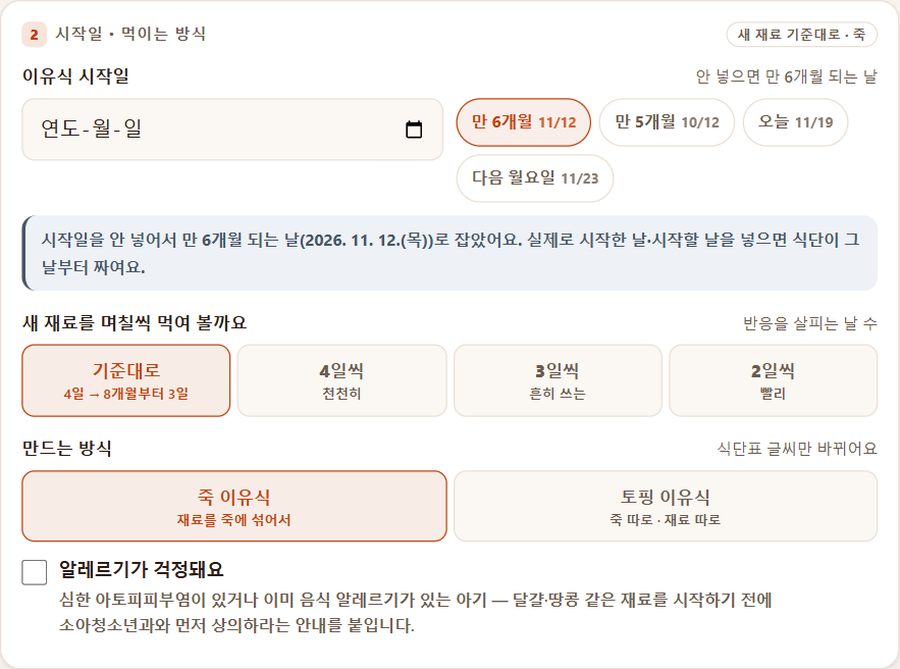 2 시작일 · 먹이는 방식
새 재료 기준대로 · 죽
이유식 시작일
안 넣으면 만 6개월 되는 날
연도-월-일
만 6개월 11/12
만 5개월 10/12
오늘 11/19
다음 월요일 11/23
시작일을 안 넣어서 만 6개월 되는 날(2026. 11. 12.(목))로 잡았어요. 실제로 시작한 날·시작할 날을 넣으면 식단이 그
날부터 짜여요.
새 재료를 며칠씩 먹여 볼까요
반응을 살피는 날 수
기준대로
4일 → 8개월부터 3일
4일씩
천천히
3일씩
흔히 쓰는
2일씩
빨리
만드는 방식
식단표 글씨만 바뀌어요
죽 이유식
재료를 죽에 섞어서
토핑 이유식
죽 따로 · 재료 따로
알레르기가 걱정돼요
심한 아토피피부염이 있거나 이미 음식 알레르기가 있는 아기 — 달걀·땅콩 같은 재료를 시작하기 전에
소아청소년과와 먼저 상의하라는 안내를 붙입니다.